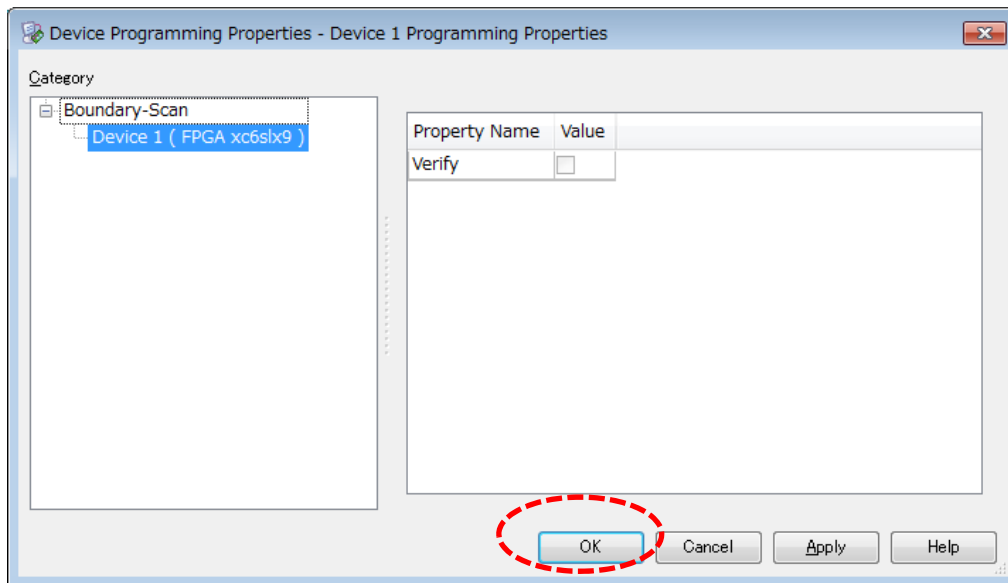 Device Programming Properties - Device 1 Programming Properties
Category
Boundary-Scan
Device 1 ( FPGA xc6slx9 )
Property Name Value
Verify
OK Cancel Apply Help